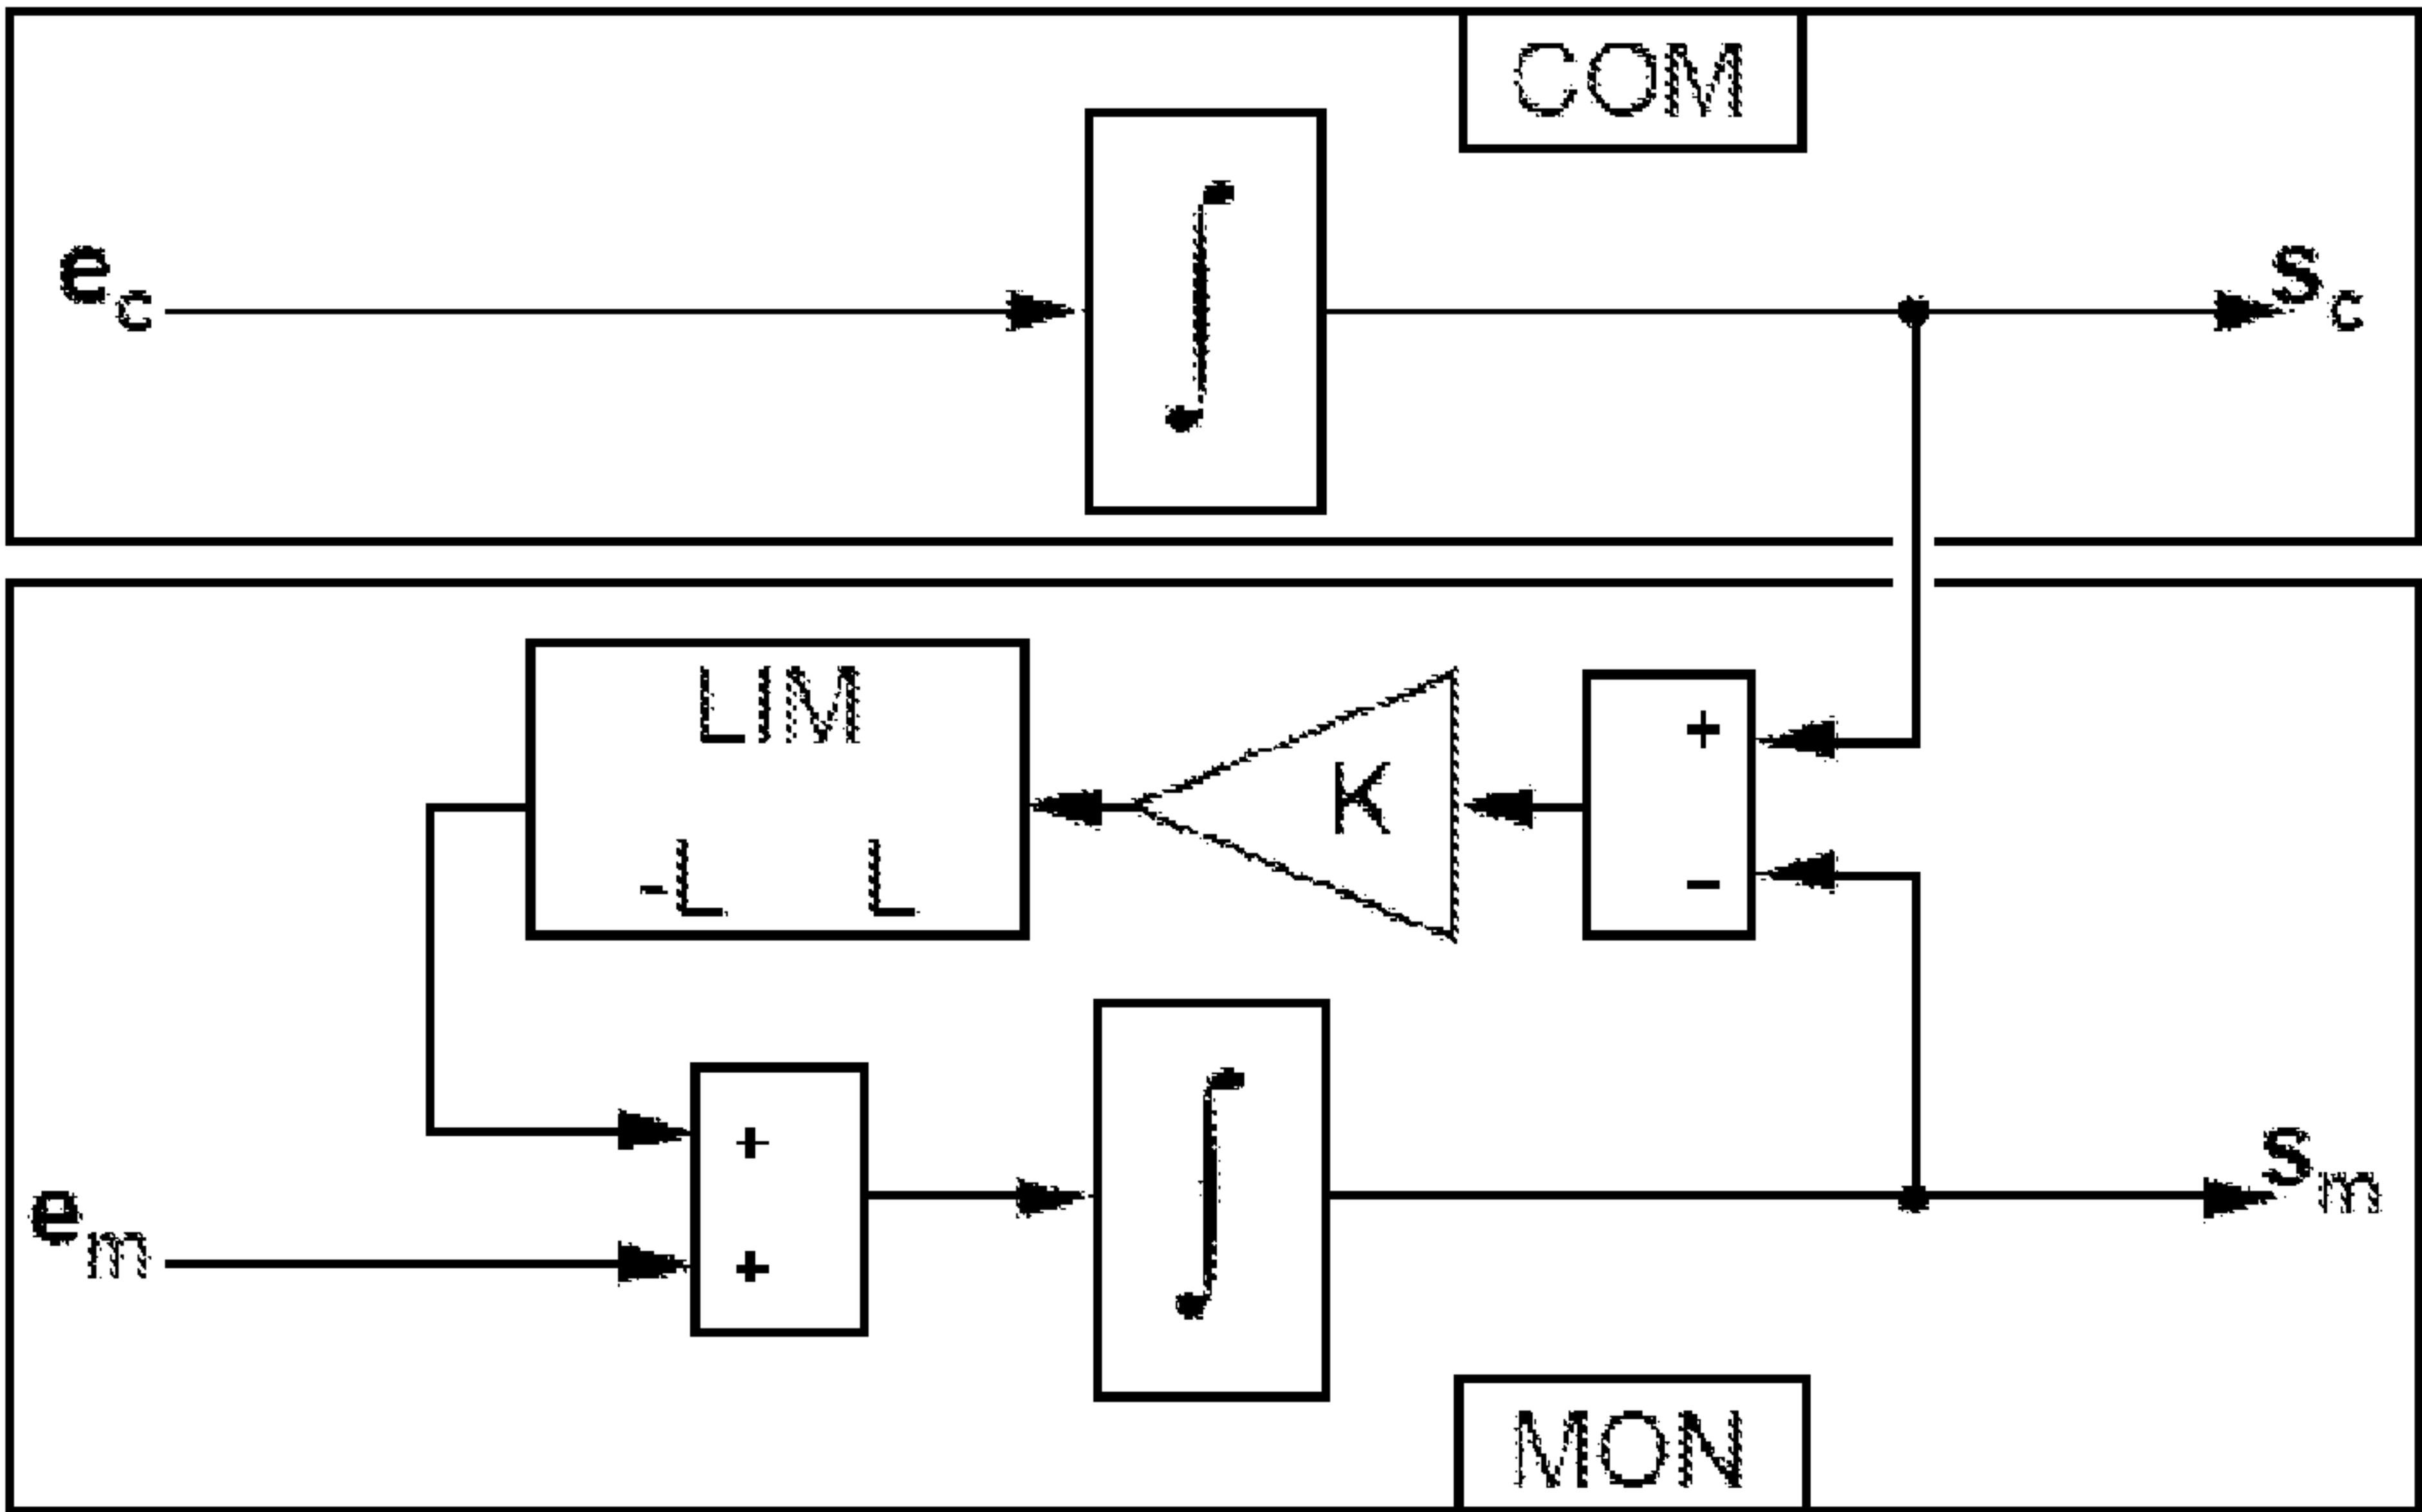 COM
∫
e_c
s_c
LIM
-L L
K
+
−
∫
+
+
e_m
s_m
MON